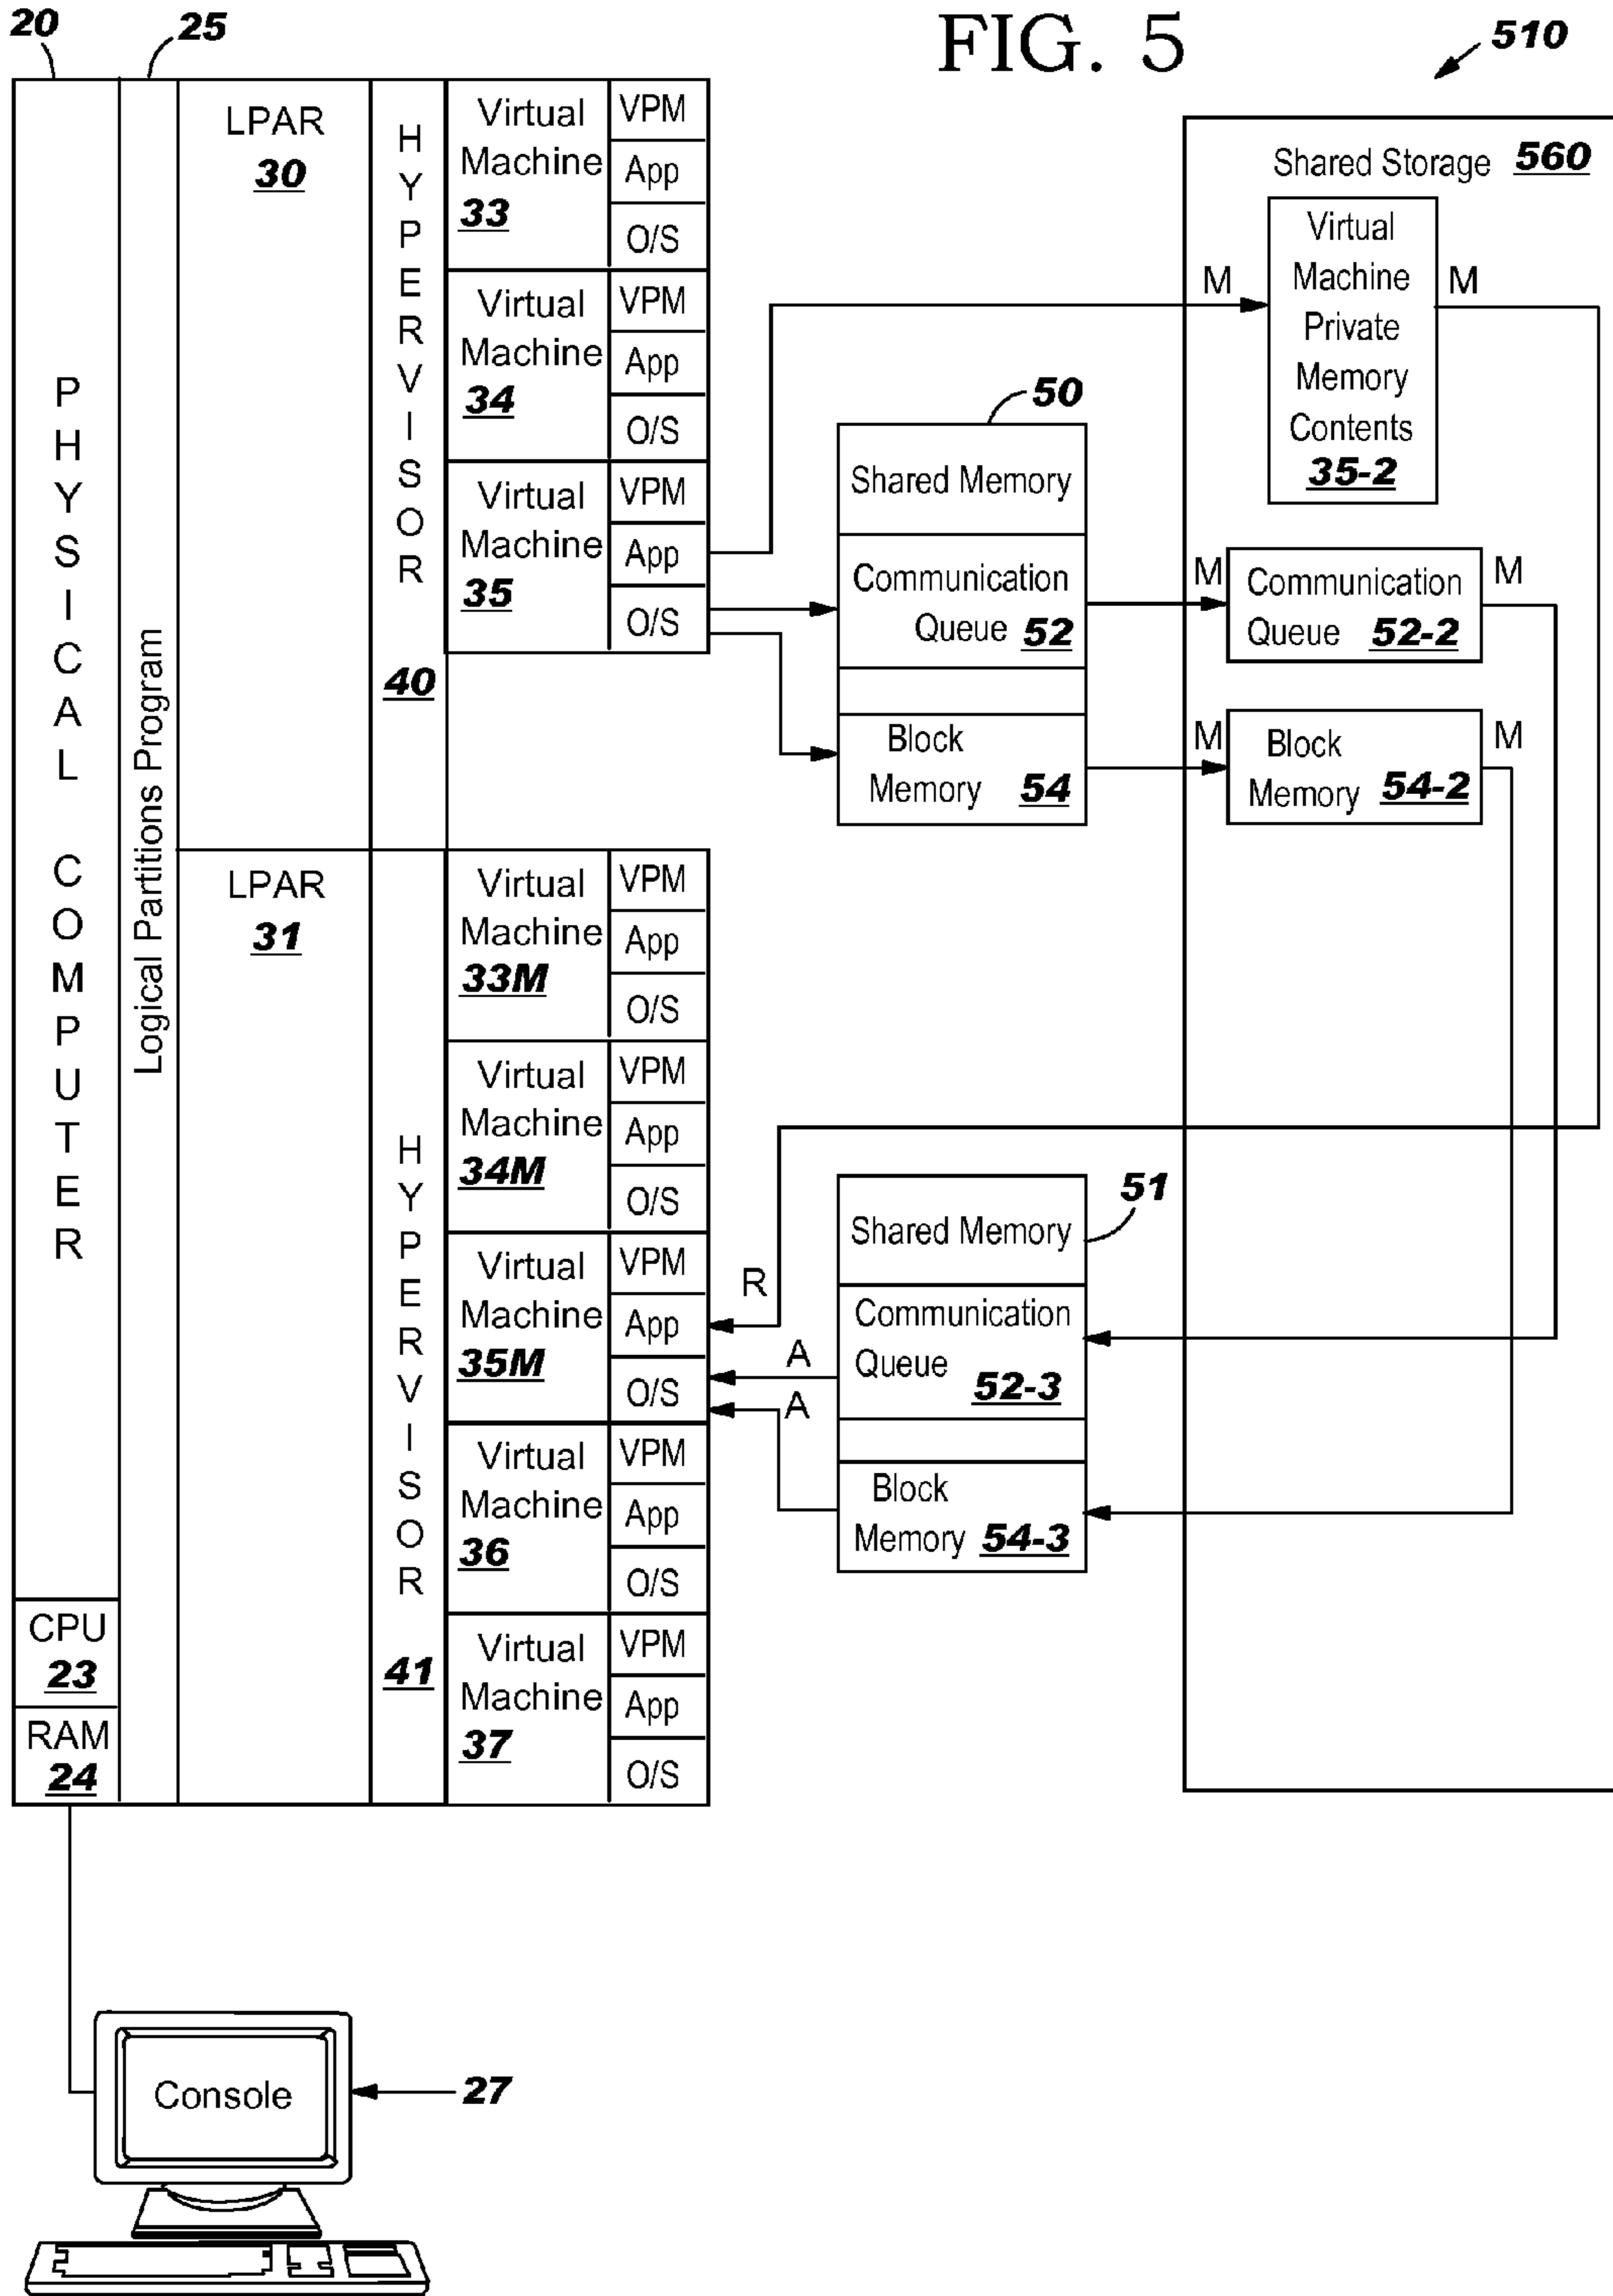 20
25
FIG. 5
510
PHYSICAL COMPUTER
CPU
23
RAM
24
Logical Partitions Program
LPAR
30
HYPERVISOR
40
Virtual
Machine
33
VPM
App
O/S
Virtual
Machine
34
VPM
App
O/S
Virtual
Machine
35
VPM
App
O/S
50
Shared Memory
Communication
Queue 52
Block
Memory 54
Shared Storage 560
M
Virtual
Machine
Private
Memory
Contents
35-2
M
M
Communication
Queue 52-2
M
M
Block
Memory 54-2
M
LPAR
31
HYPERVISOR
41
Virtual
Machine
33M
VPM
App
O/S
Virtual
Machine
34M
VPM
App
O/S
Virtual
Machine
35M
VPM
App
O/S
Virtual
Machine
36
VPM
App
O/S
Virtual
Machine
37
VPM
App
O/S
R
A
A
51
Shared Memory
Communication
Queue 52-3
Block
Memory 54-3
Console
27